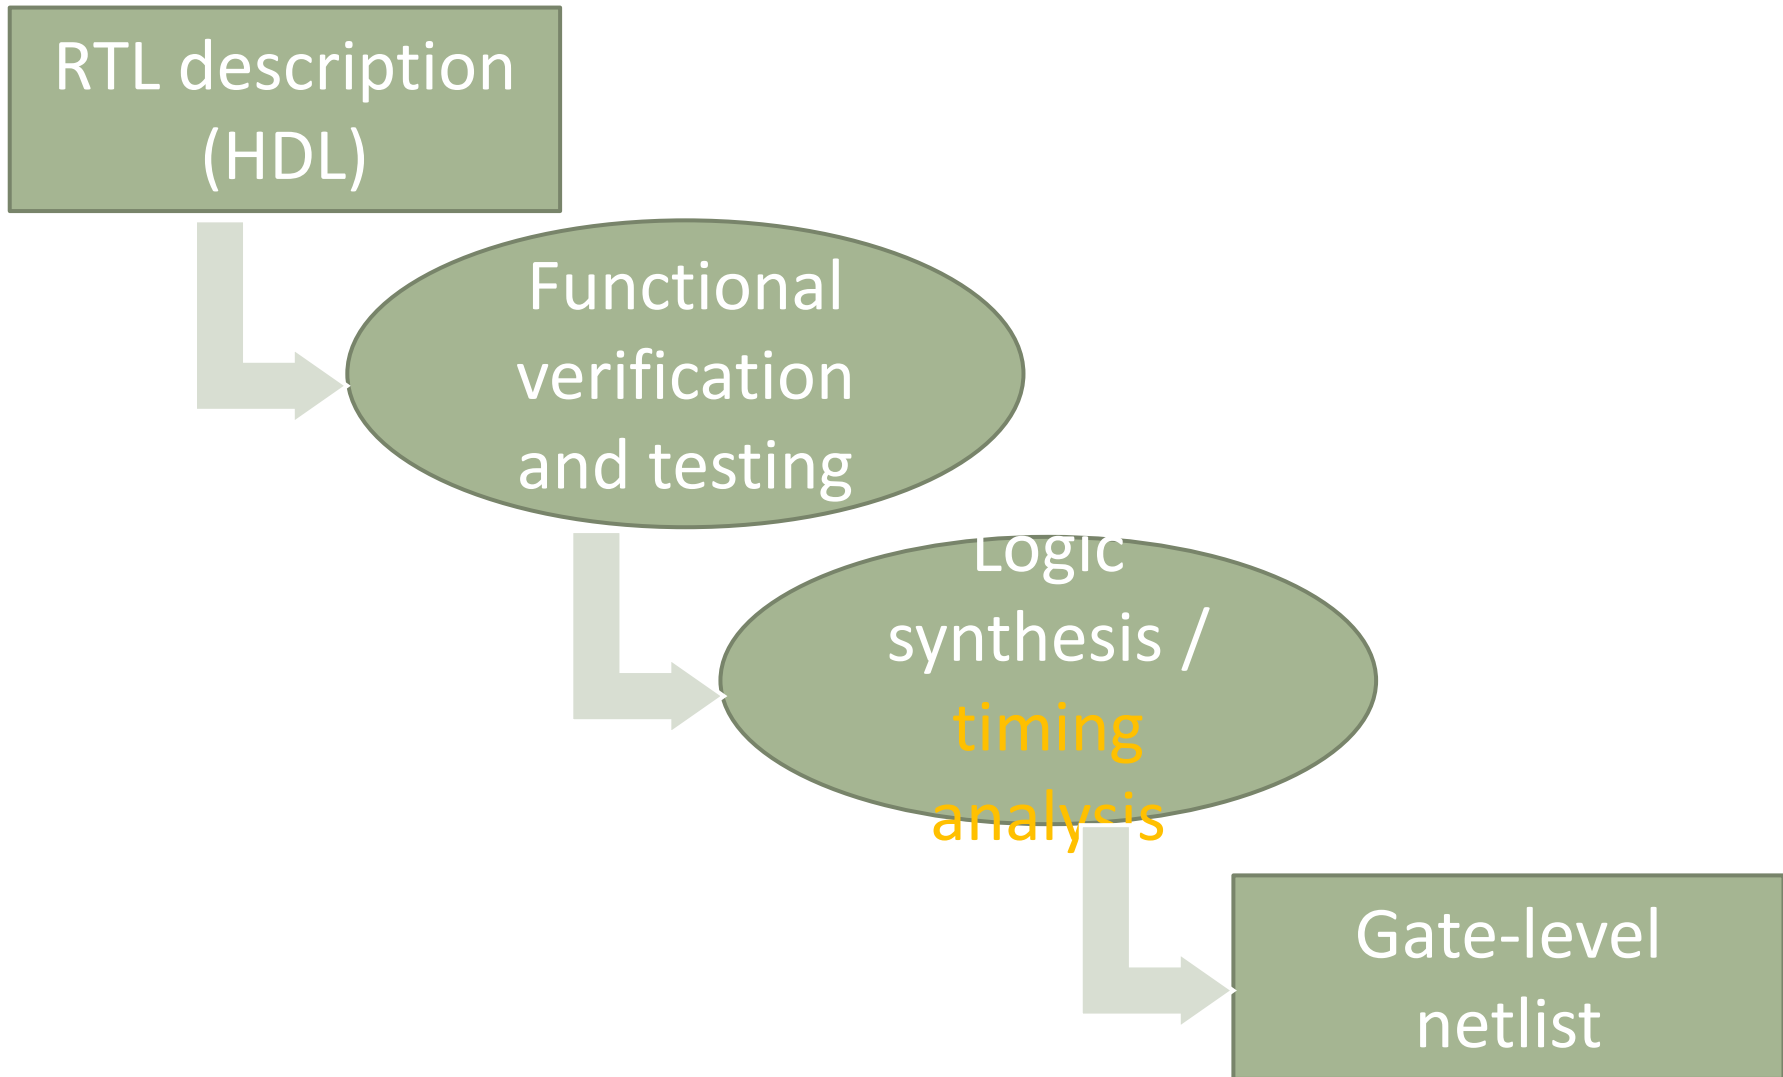 RTL description
(HDL)
Functional
verification
and testing
Logic
synthesis /
timing
analysis
Gate-level
netlist